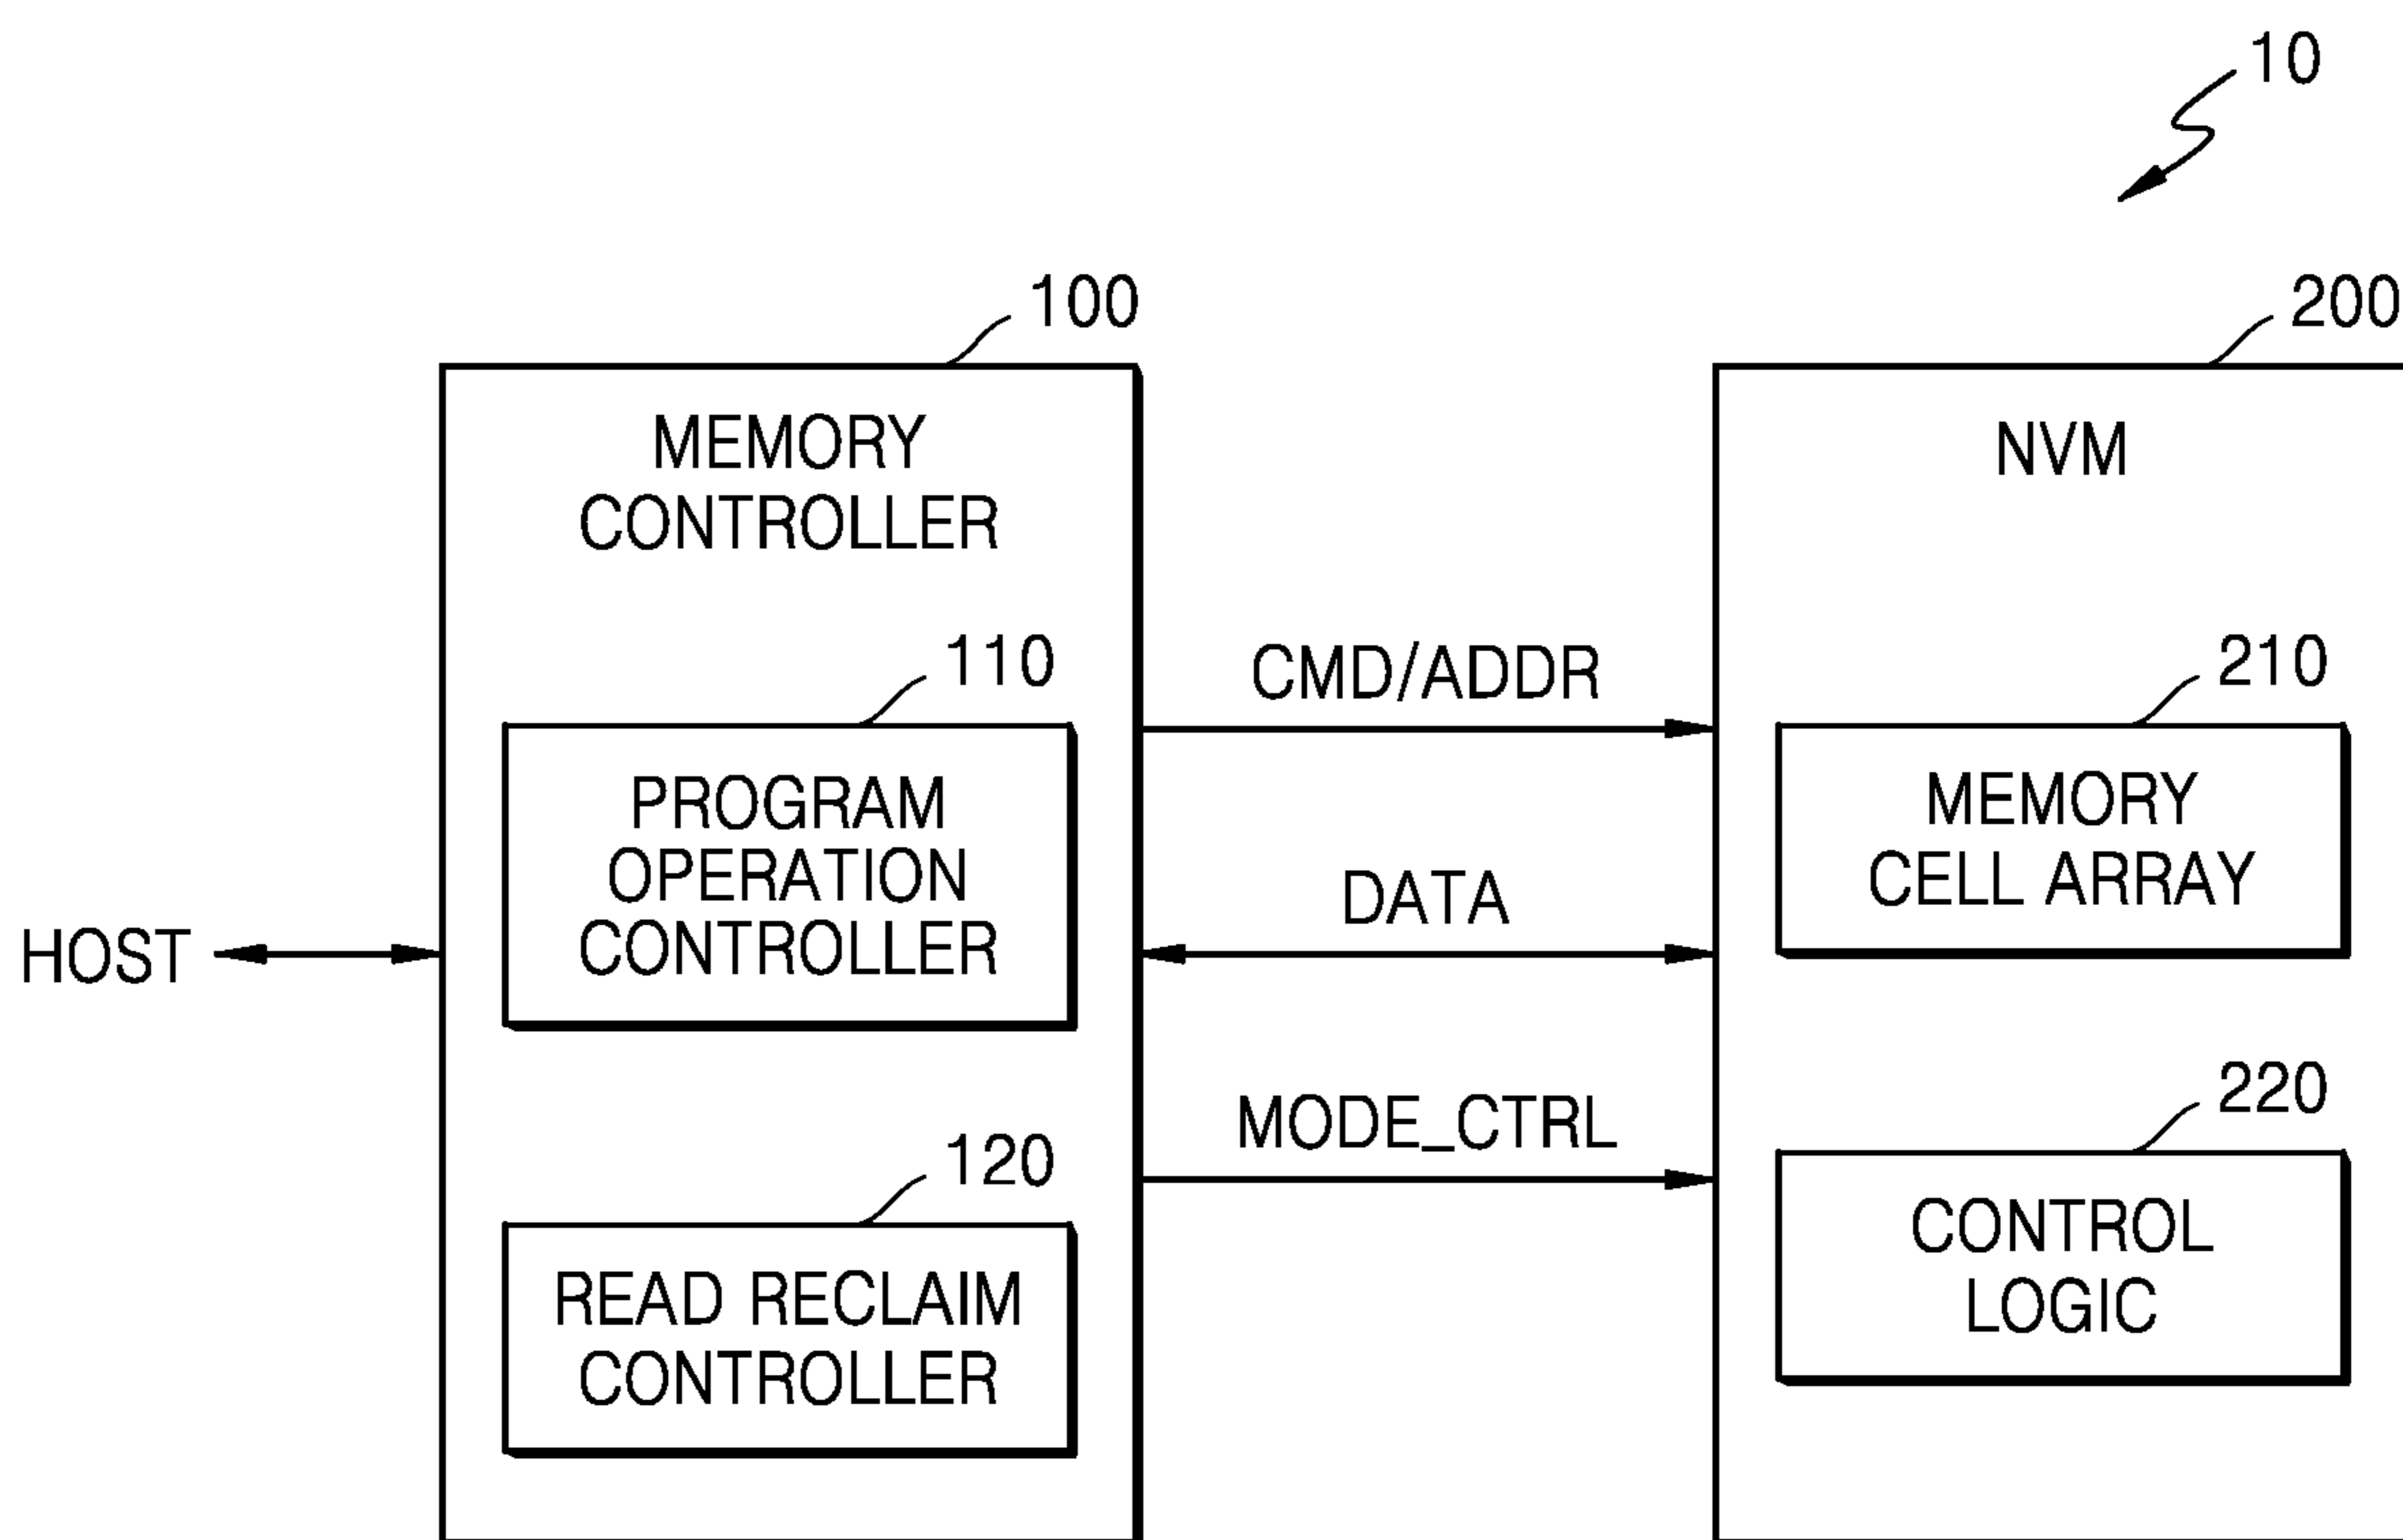 10
100
200
MEMORY
CONTROLLER
NVM
110
CMD/ADDR
210
PROGRAM
OPERATION
CONTROLLER
MEMORY
CELL ARRAY
DATA
HOST
MODE_CTRL
220
120
CONTROL
LOGIC
READ RECLAIM
CONTROLLER